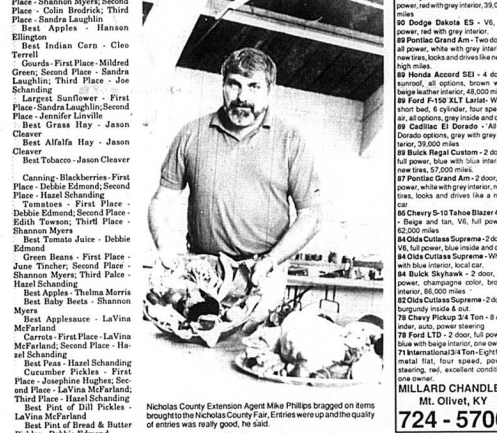 Place - Shannon Myers; Second
Place - Colin Brodrick; Third
Place - Sandra Laughlin
Best Apples - Hanson
Ellington
Best Indian Corn - Cleo
Terrell
Gourds - First Place - Mildred
Green; Second Place - Sandra
Laughlin; Third Place - Joe
Schanding
Largest Sunflower - First
Place - Sandra Laughlin; Second
Place - Jennifer Linville
Best Grass Hay - Jason
Cleaver
Best Alfalfa Hay - Jason
Cleaver
Best Tobacco - Jason Cleaver
Canning - Blackberries - First
Place - Debbie Edmond; Second
Place - Hazel Schanding
Tomatoes - First Place -
Debbie Edmond; Second Place -
Edith Towson; Third Place -
Shannon Myers
Best Tomato Juice - Debbie
Edmond
Green Beans - First Place -
June Tincher; Second Place -
Shannon Myers; Third Palce -
Hazel Schanding
Best Apples - Thelma Morris
Best Baby Beets - Shannon
Myers
Best Applesauce - LaVina
McFarland
Carrots - First Place - LaVina
McFarland; Second Place - Ha-
zel Schanding
Best Peas - Hazel Schanding
Cucumber Pickles - First
Place - Josephine Hughes; Sec-
ond Place - LaVina McFarland;
Third Place - Hazel Schanding
Best Pint of Dill Pickles -
LaVina McFarland
Best Pint of Bread & Butter
Nicholas County Extension Agent Mike Phillips bragged on items
brought to the Nicholas County Fair, Entries were up and the quality
of entries was really good, he said.
power, red with grey interior, 39,0
miles
90 Dodge Dakota ES - V6,
power, red with grey interior.
89 Pontiac Grand Am - Two do
all power, white with grey inter
new tires, looks and drives like ne
high miles.
89 Honda Accord SEI - 4 do
sunroof, all options, brown w
beige leather interior, 48,000 mi
89 Ford F-150 XLT Lariat - W
short bed, 6 cylinder, four spe
air, all options, grey inside and o
89 Cadillac El Dorado - All
Dorado options, grey with grey
terior, 39,000 miles
89 Buick Regal Custom - 2 do
full power, blue with blue interi
new tires, 57,000 miles.
87 Pontiac Grand Am - 2 door,
power, white with grey interior, n
tires, looks and drives like a n
car
86 Chevy S-10 Tahoe Blazer 4
- Beige and tan, V6, full pow
62,000 miles
84 Olds Cutlass Supreme - 2 do
V6, full power, blue inside and o
84 Olds Cutlass Supreme - Wh
with blue interior, local car.
84 Buick Skyhawk - 2 door,
power, champagne color, bro
interior, 86,000 miles
82 Olds Cutlass Supreme - 2 do
burgundy inside & out.
78 Chevy Pickup 3/4 Ton - 8
inder, auto, power steering
78 Ford LTD - 2 door, full pow
blue with beige interior, one ow
71 International 3/4 Ton - Eight
metal flat, four speed, pow
steering, red, excellent conditi
one owner.
MILLARD CHANDLE
Mt. Olivet, KY
724 - 570